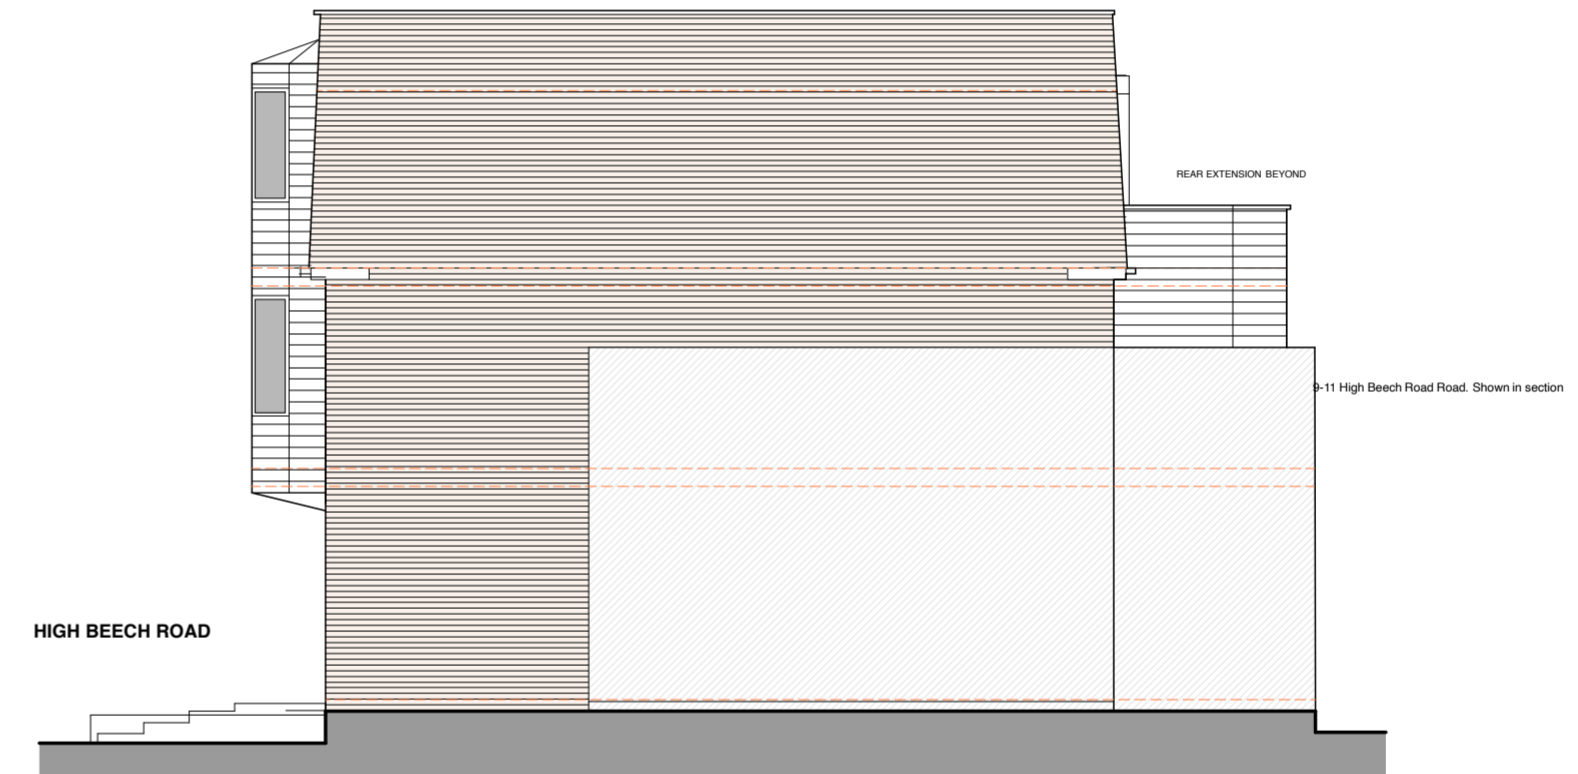 REAR EXTENSION BEYOND
9-11 High Beech Road Road. Shown in section
HIGH BEECH ROAD